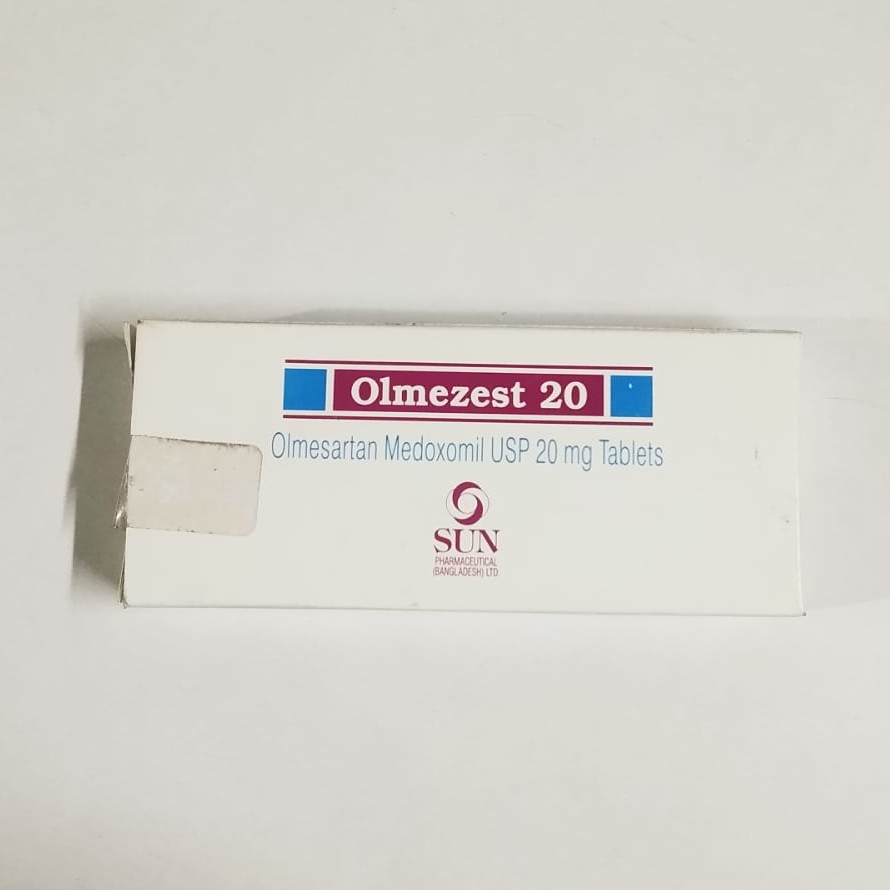 Olmezest 20
Olmesartan Medoxomil USP 20 mg Tablets
SUN
PHARMACEUTICAL
(BANGLADESH) LTD